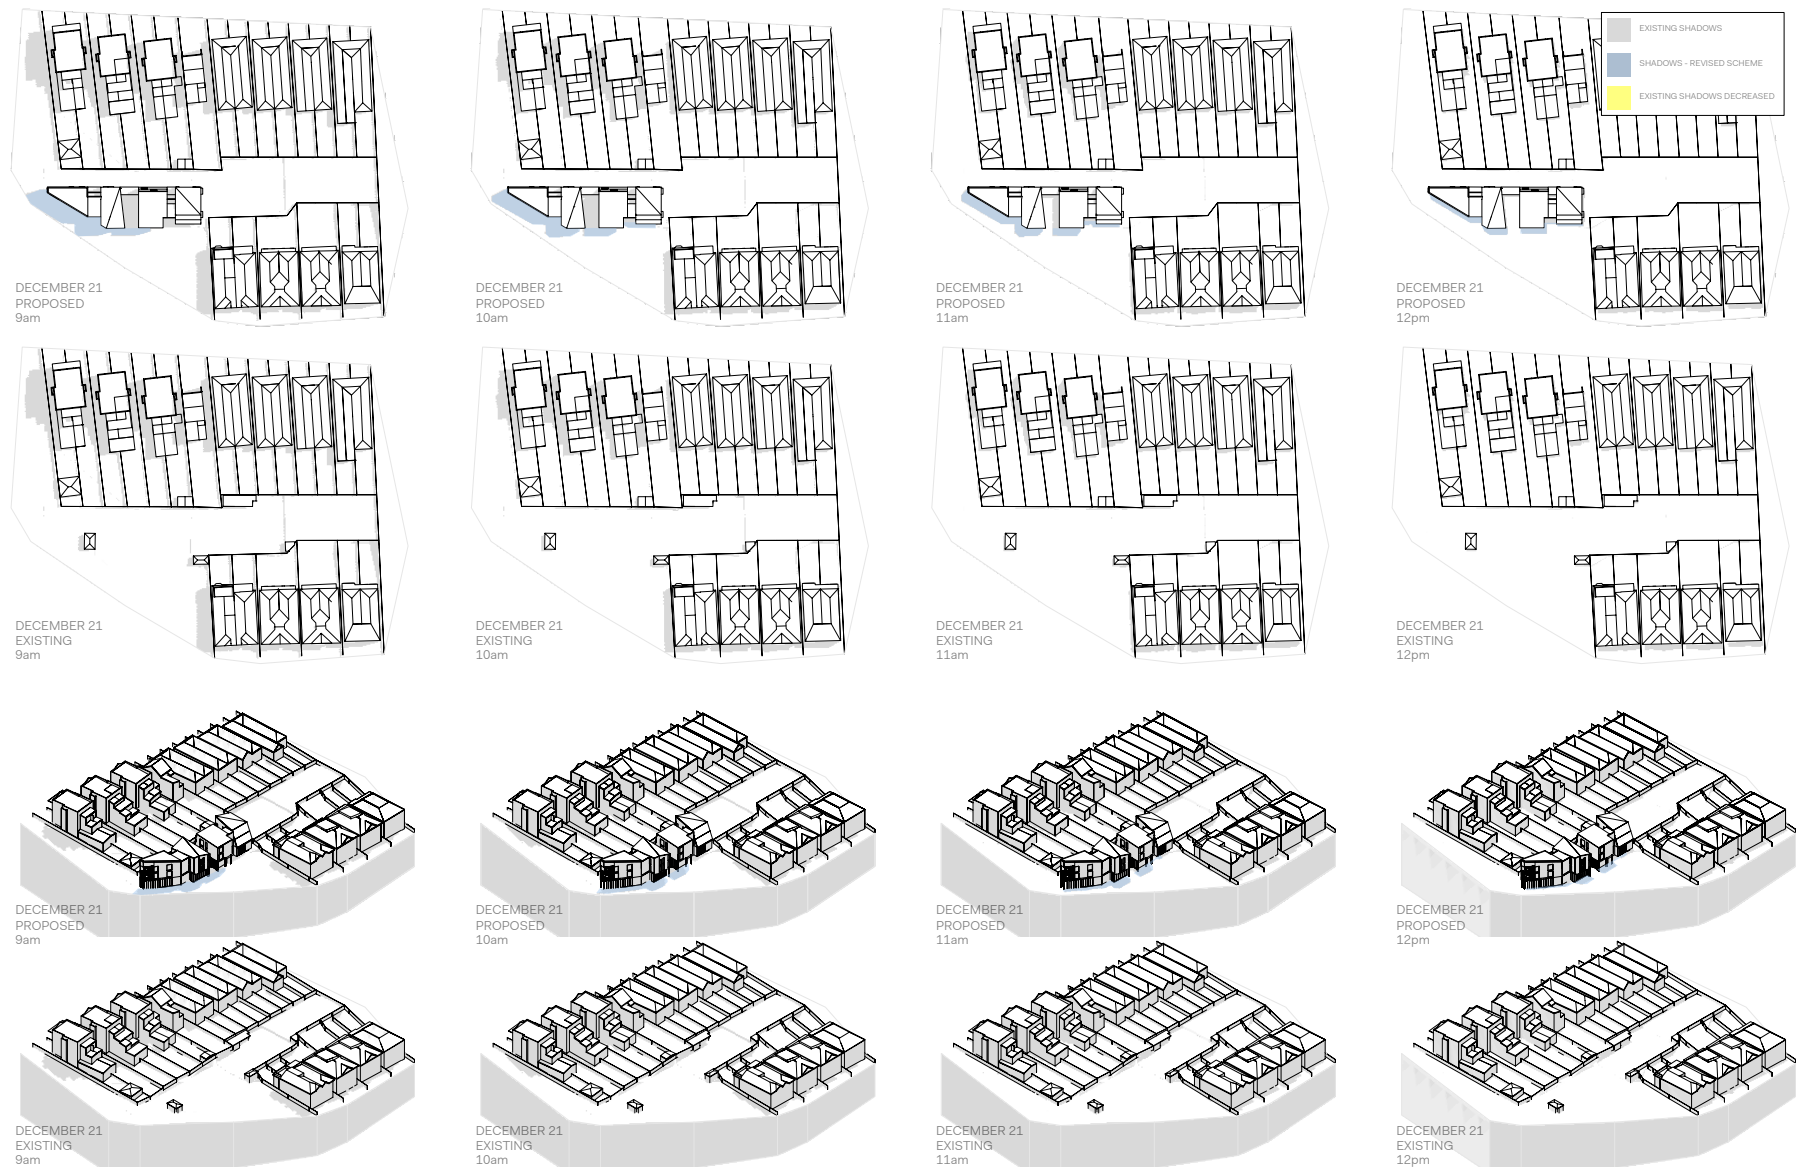 EXISTING SHADOWS
SHADOWS - REVISED SCHEME
EXISTING SHADOWS DECREASED
DECEMBER 21
PROPOSED
9am
DECEMBER 21
PROPOSED
10am
DECEMBER 21
PROPOSED
11am
DECEMBER 21
PROPOSED
12pm
DECEMBER 21
EXISTING
9am
DECEMBER 21
EXISTING
10am
DECEMBER 21
EXISTING
11am
DECEMBER 21
EXISTING
12pm
DECEMBER 21
PROPOSED
9am
DECEMBER 21
PROPOSED
10am
DECEMBER 21
PROPOSED
11am
DECEMBER 21
PROPOSED
12pm
DECEMBER 21
EXISTING
9am
DECEMBER 21
EXISTING
10am
DECEMBER 21
EXISTING
11am
DECEMBER 21
EXISTING
12pm